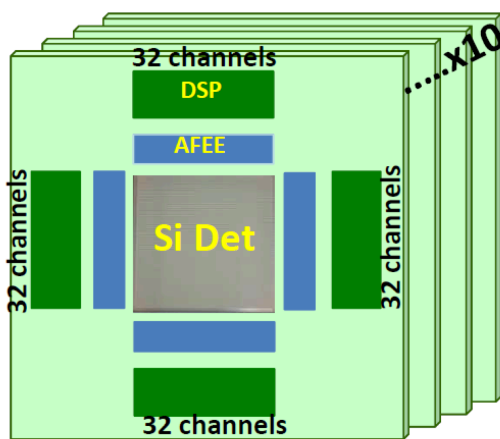 32 channels
.....x10
DSP
AFEE
32 channels
Si Det
32 channels
32 channels